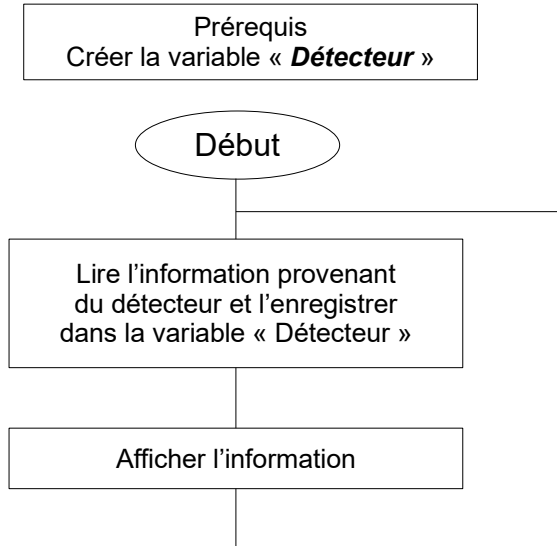 Prérequis
Créer la variable « Détecteur »
Début
Lire l’information provenant
du détecteur et l’enregistrer
dans la variable « Détecteur »
Afficher l’information